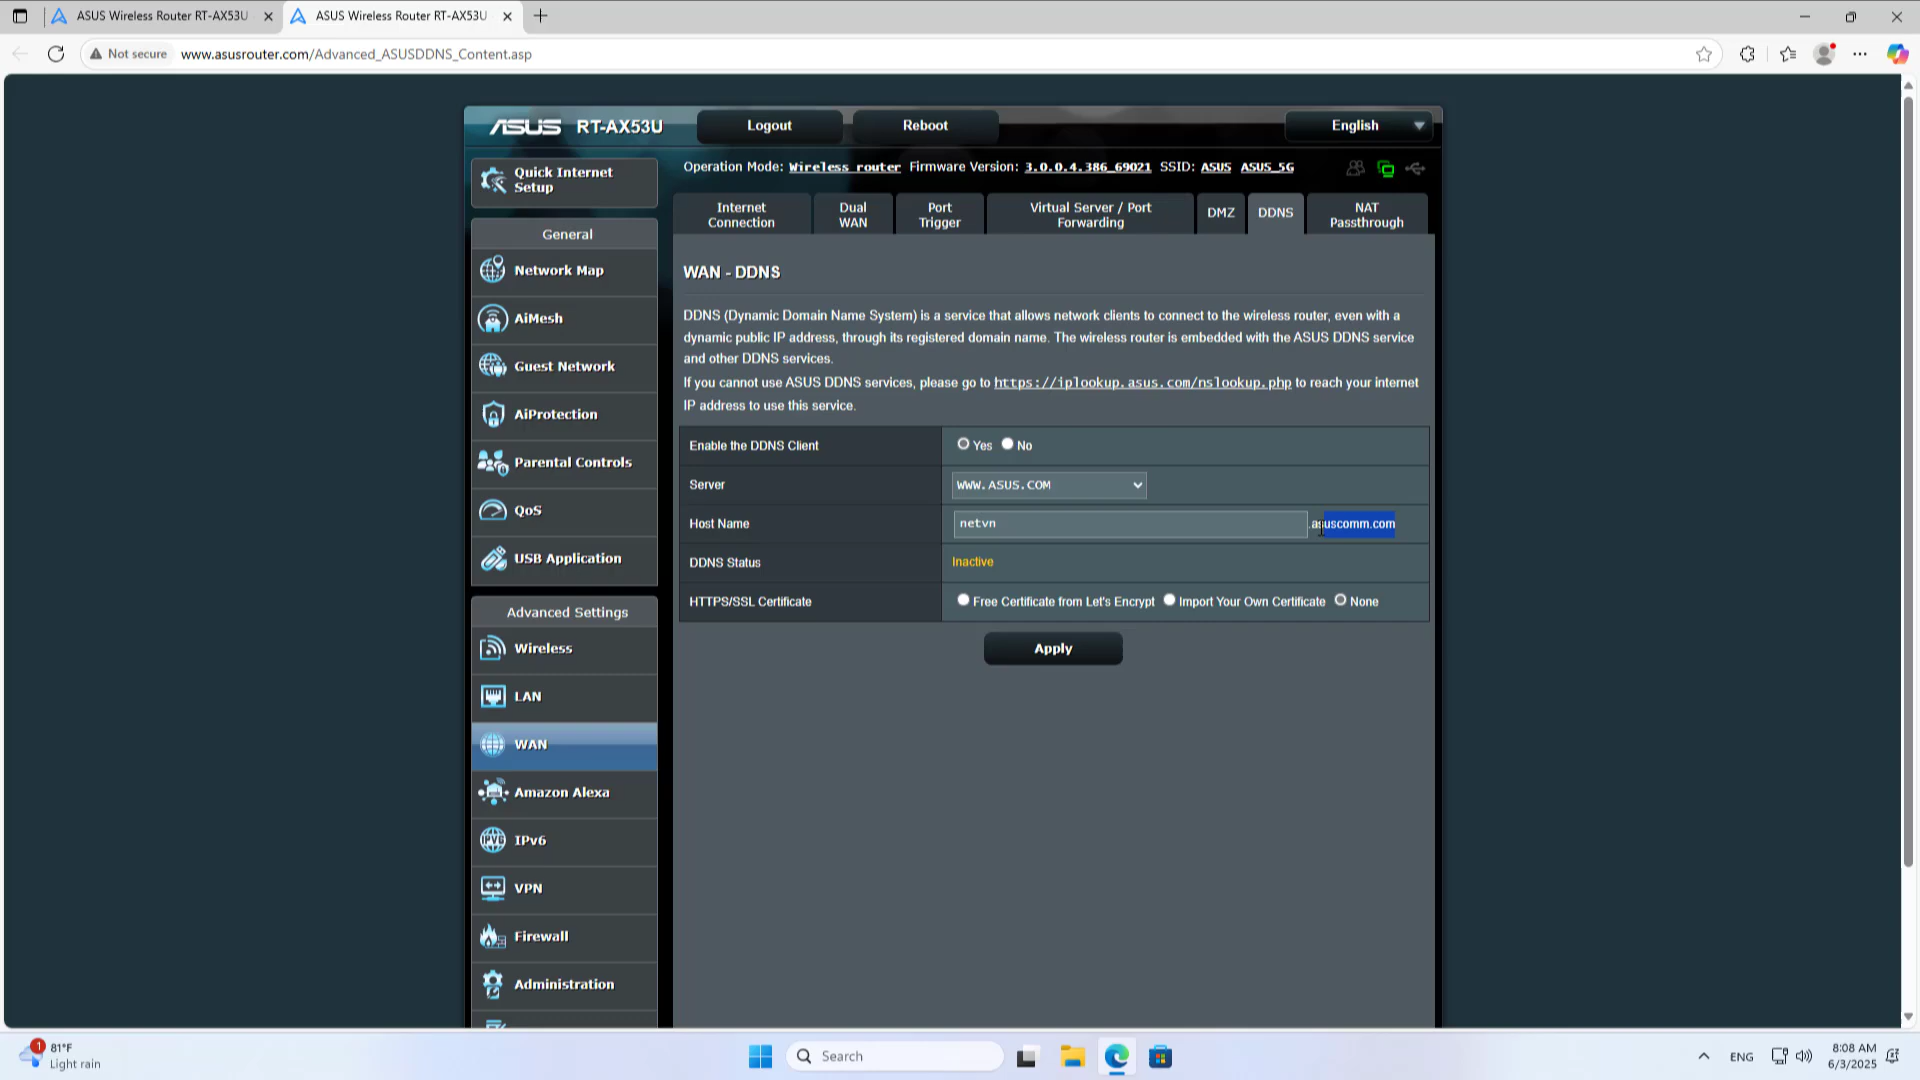 ASUS Wireless Router RT-AX53U
ASUS Wireless Router RT-AX53U
Not secure
www.asusrouter.com/Advanced_ASUSDDNS_Content.asp
ASUS RT-AX53U
Logout
Reboot
English
Quick Internet
Setup
Operation Mode: Wireless router Firmware Version: 3.0.0.4.386_69021 SSID: ASUS ASUS_5G
Internet
Connection
Dual
WAN
Port
Trigger
Virtual Server / Port
Forwarding
DMZ
DDNS
NAT
Passthrough
General
Network Map
AiMesh
Guest Network
AiProtection
Parental Controls
QoS
USB Application
Advanced Settings
Wireless
LAN
WAN
Amazon Alexa
IPv6
VPN
Firewall
Administration
WAN - DDNS
DDNS (Dynamic Domain Name System) is a service that allows network clients to connect to the wireless router, even with a
dynamic public IP address, through its registered domain name. The wireless router is embedded with the ASUS DDNS service
and other DDNS services.
If you cannot use ASUS DDNS services, please go to https://iplookup.asus.com/nslookup.php to reach your internet
IP address to use this service.
Enable the DDNS Client
Yes No
Server
WWW.ASUS.COM
Host Name
netvn .asuscomm.com
DDNS Status
Inactive
HTTPS/SSL Certificate
Free Certificate from Let's Encrypt Import Your Own Certificate None
Apply
1
81°F
Light rain
Search
ENG
8:08 AM
6/3/2025